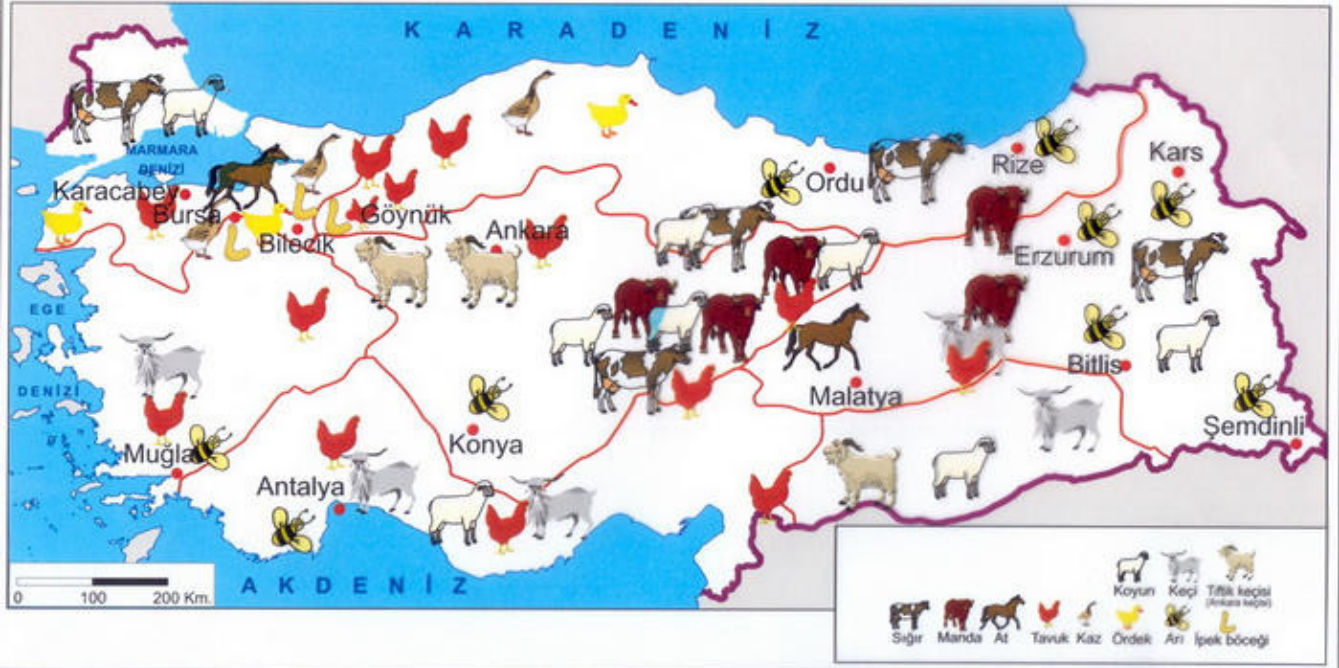 KARADENİZ
MARMARA
DENİZİ
Karacabey
Bursa
Bilecik
Göynük
Ankara
Ordu
Rize
Kars
Erzurum
EGE
DENİZİ
Malatya
Bitlis
Şemdinli
Muğla
Konya
Antalya
AKDENİZ
0 100 200 Km.
Koyun Keçi Tiftik keçisi
(Ankara keçisi)
Sığır Manda At Tavuk Kaz Ördek Arı İpek böceği